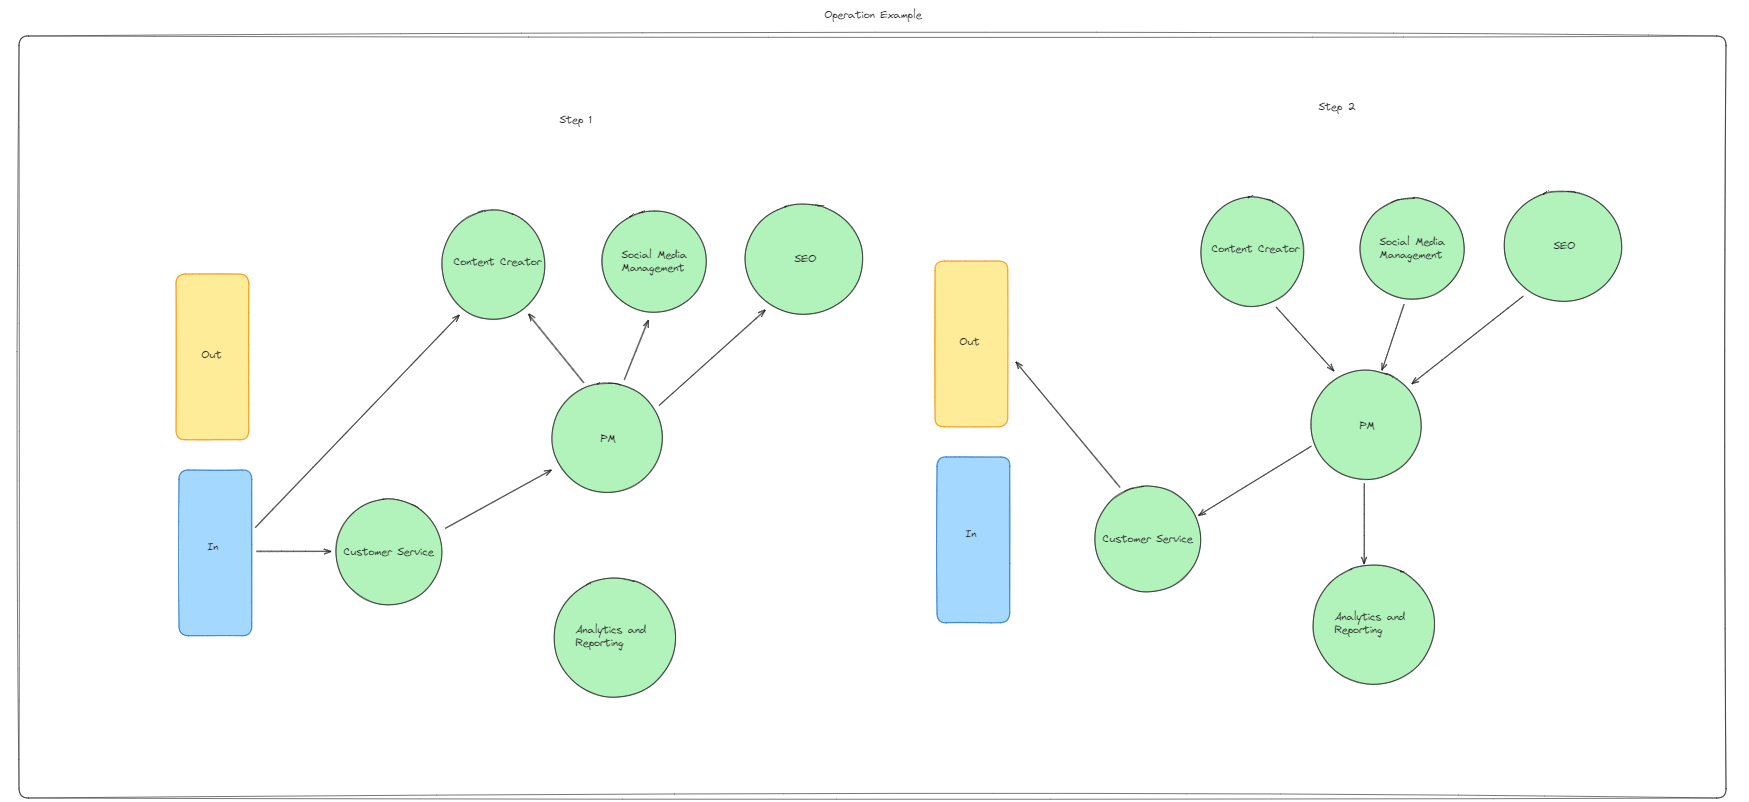 Operation Example
Step 1
Content Creator
Social Media
Management
SEO
Out
PM
In
Customer Service
Analytics and
Reporting
Step 2
Content Creator
Social Media
Management
SEO
Out
PM
In
Customer Service
Analytics and
Reporting